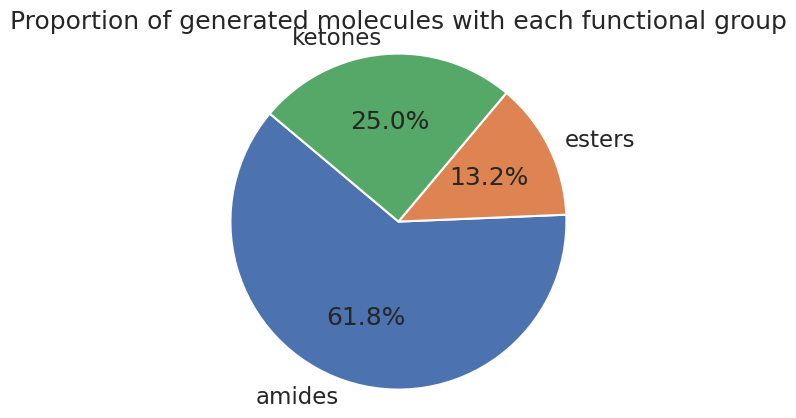 Proportion of generated molecules with each functional group
ketones
25.0%
esters
13.2%
61.8%
amides